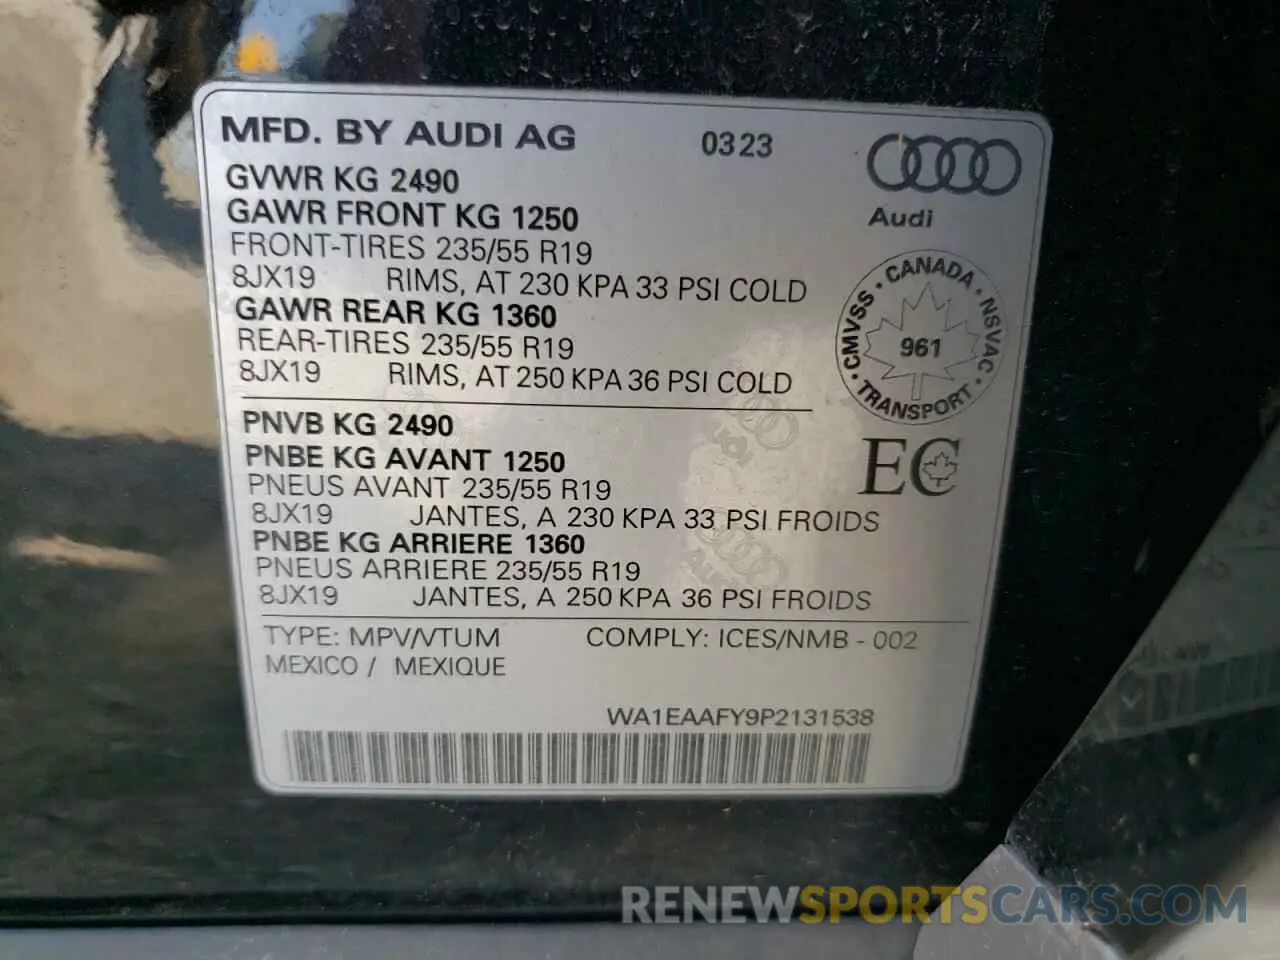 MFD. BY AUDI AG 0323
GVWR KG 2490
GAWR FRONT KG 1250
Audi
FRONT-TIRES 235/55 R19
8JX19 RIMS, AT 230 KPA 33 PSI COLD
GAWR REAR KG 1360
REAR-TIRES 235/55 R19
8JX19 RIMS, AT 250 KPA 36 PSI COLD
· CANADA · NSVAC · TRANSPORT · CMVSS
961
PNVB KG 2490
PNBE KG AVANT 1250
PNEUS AVANT 235/55 R19
8JX19 JANTES, A 230 KPA 33 PSI FROIDS
PNBE KG ARRIERE 1360
PNEUS ARRIERE 235/55 R19
8JX19 JANTES, A 250 KPA 36 PSI FROIDS
EC
TYPE: MPV/VTUM COMPLY: ICES/NMB - 002
MEXICO / MEXIQUE
WA1EAAFY9P2131538
RENEWSPORTSCARS.COM